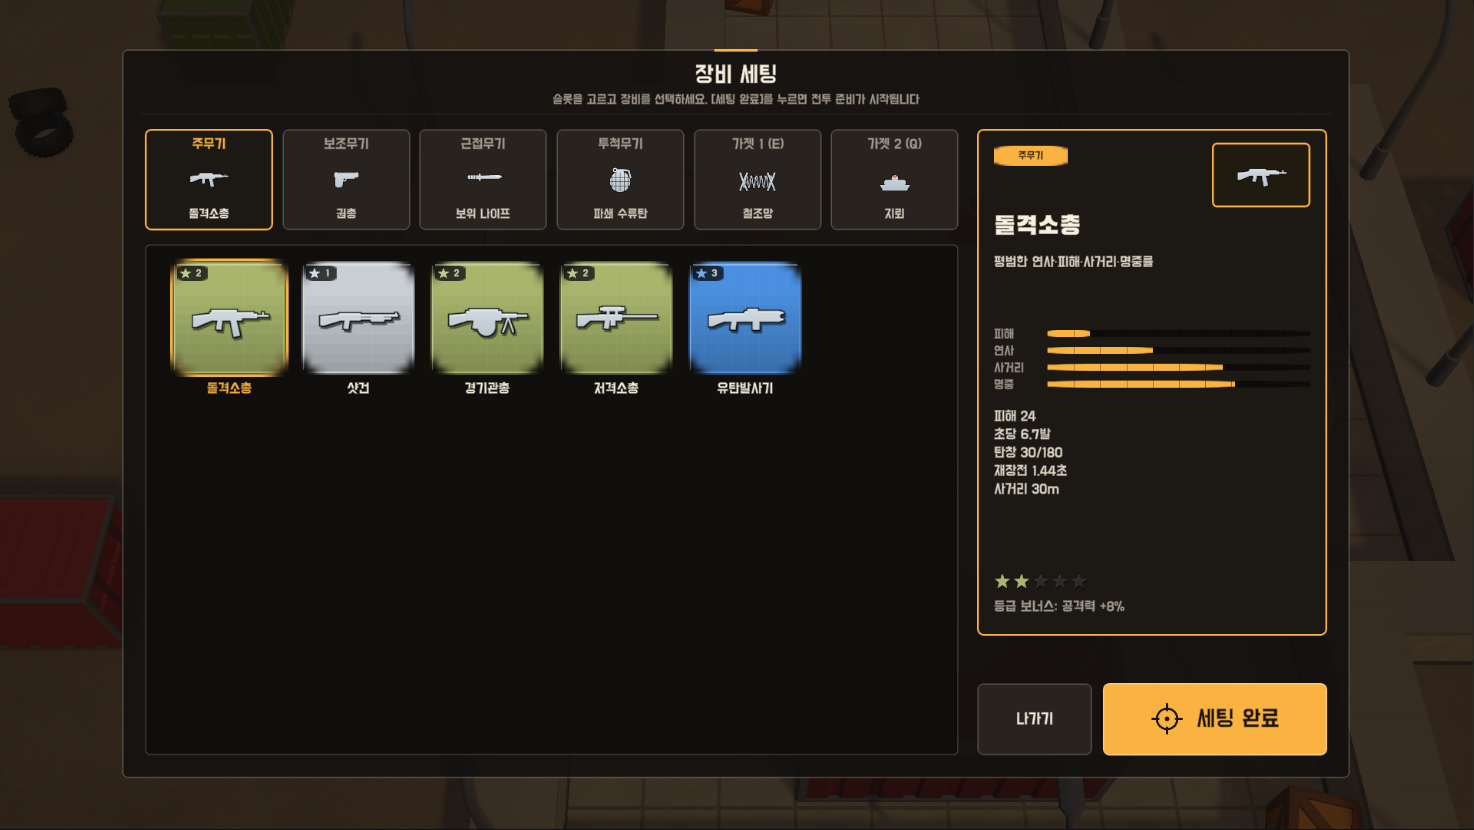 장비 세팅
슬롯을 고르고 장비를 선택하세요. [세팅 완료]를 누르면 전투 준비가 시작됩니다
주무기
돌격소총
보조무기
권총
근접무기
보위 나이프
투척무기
파쇄 수류탄
가젯 1 (E)
철조망
가젯 2 (Q)
지뢰
2
돌격소총
1
샷건
2
경기관총
2
저격소총
3
유탄발사기
주무기
돌격소총
평범한 연사·피해·사거리·명중률
피해
연사
사거리
명중
피해 24
초당 6.7발
탄창 30/180
재장전 1.44초
사거리 30m
등급 보너스: 공격력 +8%
나가기
세팅 완료